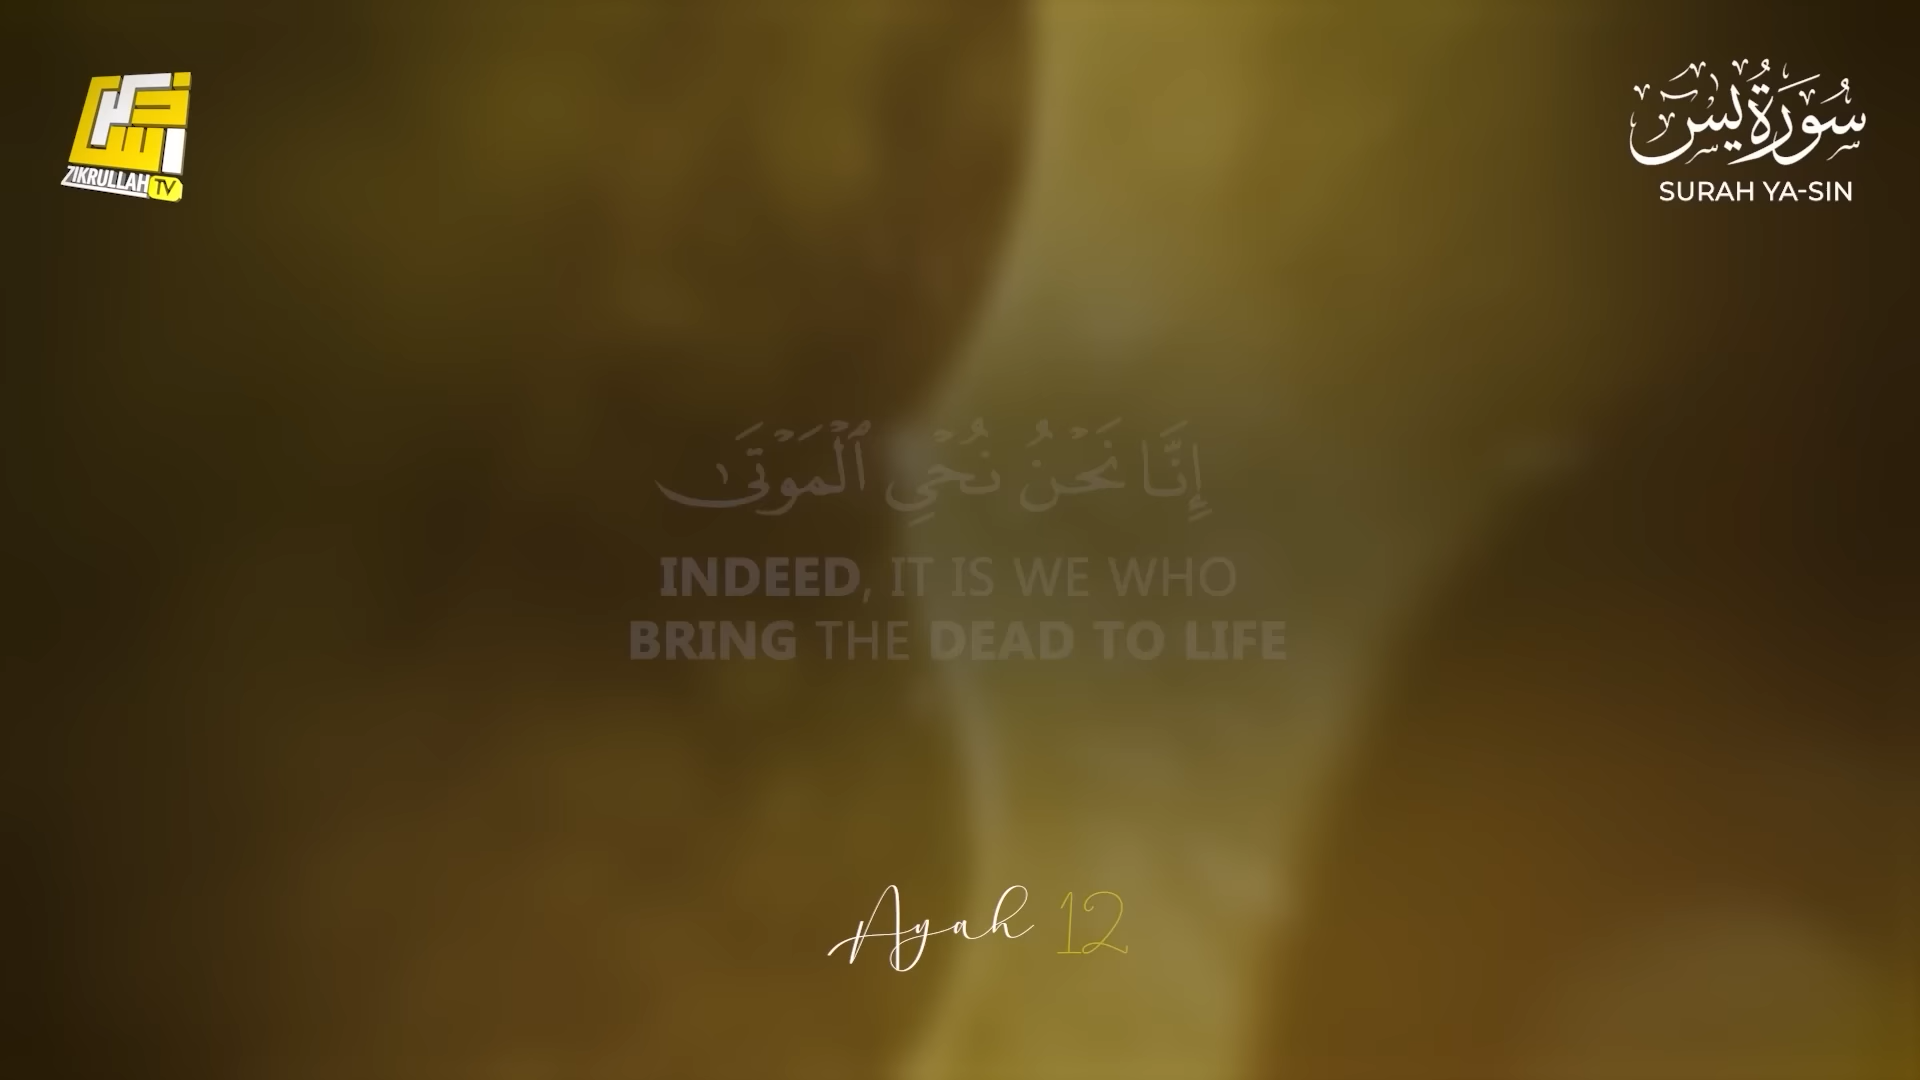 ZIKRULLAH TV
سُورَةُ يس
SURAH YA-SIN
إِنَّا نَحْنُ نُحْيِ ٱلْمَوْتَىٰ
INDEED, IT IS WE WHO
BRING THE DEAD TO LIFE
Ayah 12